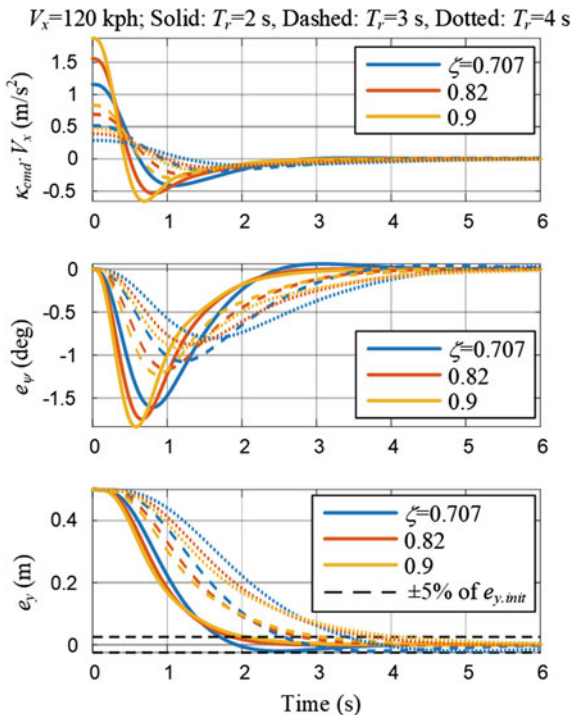 Vx=120 kph; Solid: Tr=2 s, Dashed: Tr=3 s, Dotted: Tr=4 s
κcmd·Vx (m/s²)
1.5
1
0.5
0
-0.5
ζ=0.707
0.82
0.9
0 1 2 3 4 5 6
eψ (deg)
0
-0.5
-1
-1.5
ζ=0.707
0.82
0.9
0 1 2 3 4 5 6
ey (m)
0.4
0.2
0
ζ=0.707
0.82
0.9
±5% of ey.init
0 1 2 3 4 5 6
Time (s)